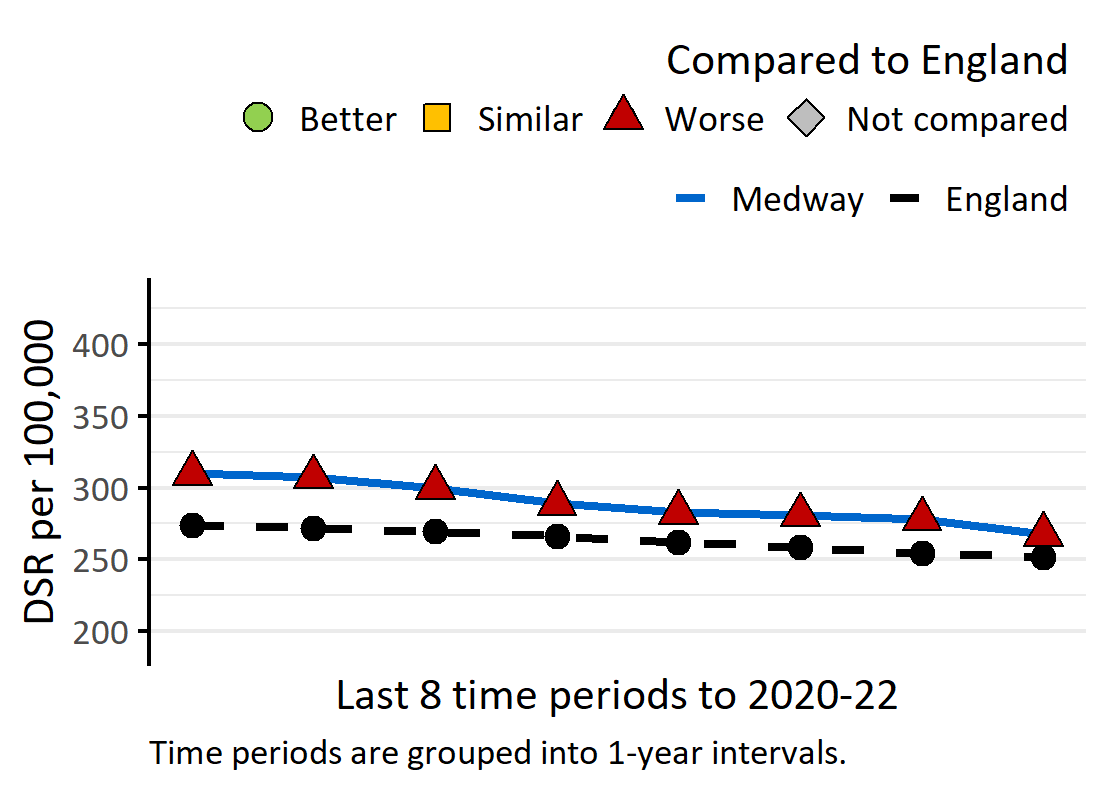 Compared to England
Better Similar Worse Not compared
Medway England
DSR per 100,000
400
350
300
250
200
Last 8 time periods to 2020-22
Time periods are grouped into 1-year intervals.